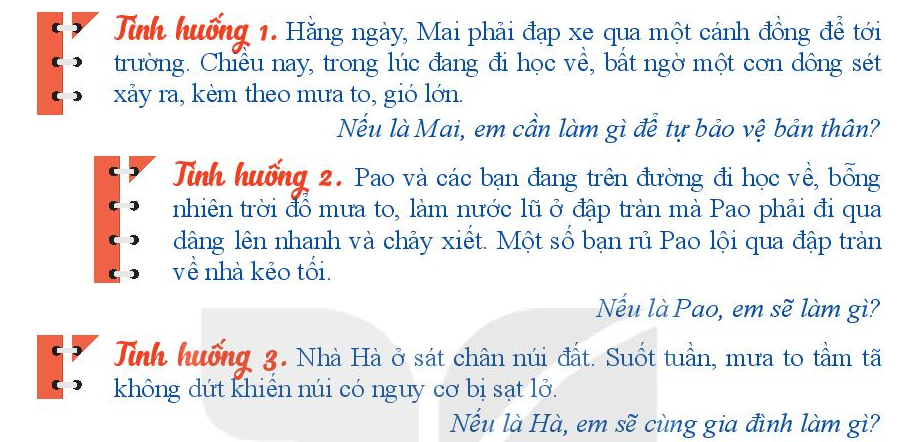 Tình huống 1. Hằng ngày, Mai phải đạp xe qua một cánh đồng để tới
trường. Chiều nay, trong lúc đang đi học về, bất ngờ một cơn dông sét
xảy ra, kèm theo mưa to, gió lớn.
Nếu là Mai, em cần làm gì để tự bảo vệ bản thân?
Tình huống 2. Pao và các bạn đang trên đường đi học về, bỗng
nhiên trời đổ mưa to, làm nước lũ ở đập tràn mà Pao phải đi qua
dâng lên nhanh và chảy xiết. Một số bạn rủ Pao lội qua đập tràn
về nhà kẻo tối.
Nếu là Pao, em sẽ làm gì?
Tình huống 3. Nhà Hà ở sát chân núi đất. Suốt tuần, mưa to tầm tã
không dứt khiến núi có nguy cơ bị sạt lở.
Nếu là Hà, em sẽ cùng gia đình làm gì?